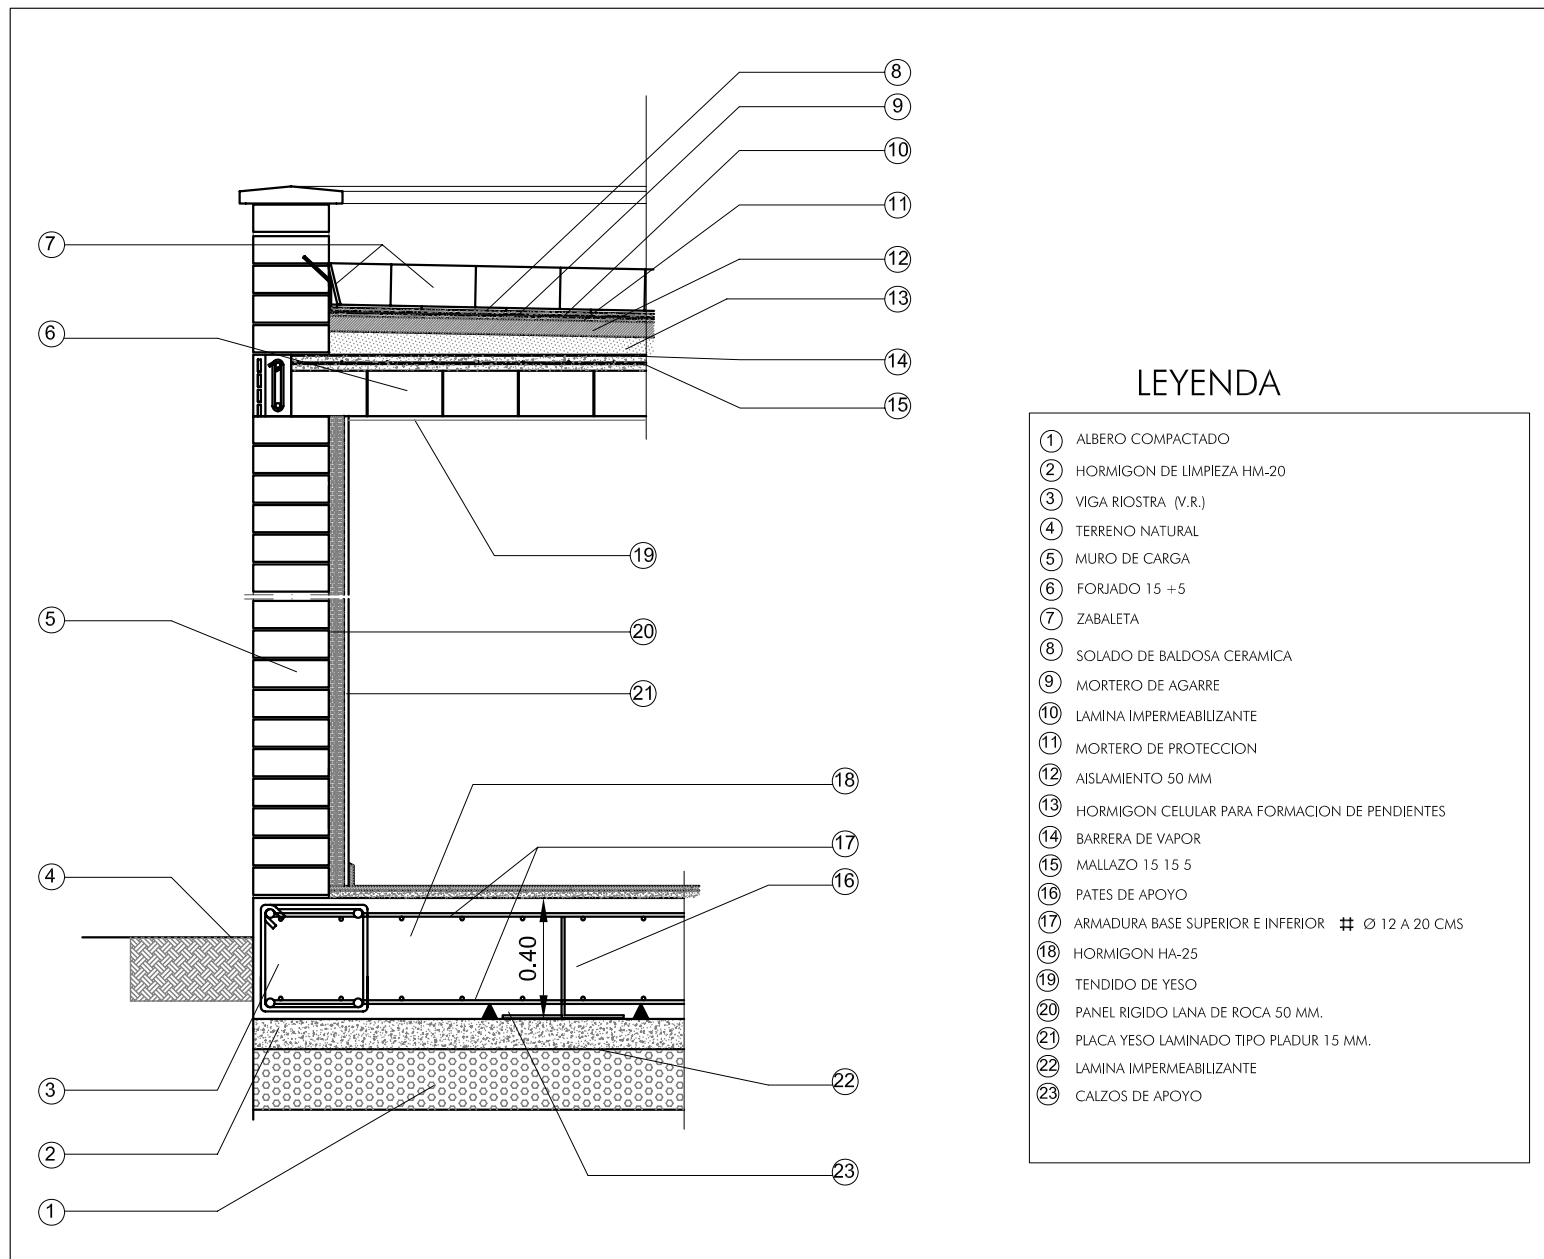 8
9
10
11
7
12
13
6
14
15
LEYENDA
19
5
20
21
18
17
4
16
0.40
3
22
2
23
1
1 ALBERO COMPACTADO
2 HORMIGON DE LIMPIEZA HM-20
3 VIGA RIOSTRA (V.R.)
4 TERRENO NATURAL
5 MURO DE CARGA
6 FORJADO 15 +5
7 ZABALETA
8 SOLADO DE BALDOSA CERAMICA
9 MORTERO DE AGARRE
10 LAMINA IMPERMEABILIZANTE
11 MORTERO DE PROTECCION
12 AISLAMIENTO 50 MM
13 HORMIGON CELULAR PARA FORMACION DE PENDIENTES
14 BARRERA DE VAPOR
15 MALLAZO 15 15 5
16 PATES DE APOYO
17 ARMADURA BASE SUPERIOR E INFERIOR # Ø 12 A 20 CMS
18 HORMIGON HA-25
19 TENDIDO DE YESO
20 PANEL RIGIDO LANA DE ROCA 50 MM.
21 PLACA YESO LAMINADO TIPO PLADUR 15 MM.
22 LAMINA IMPERMEABILIZANTE
23 CALZOS DE APOYO